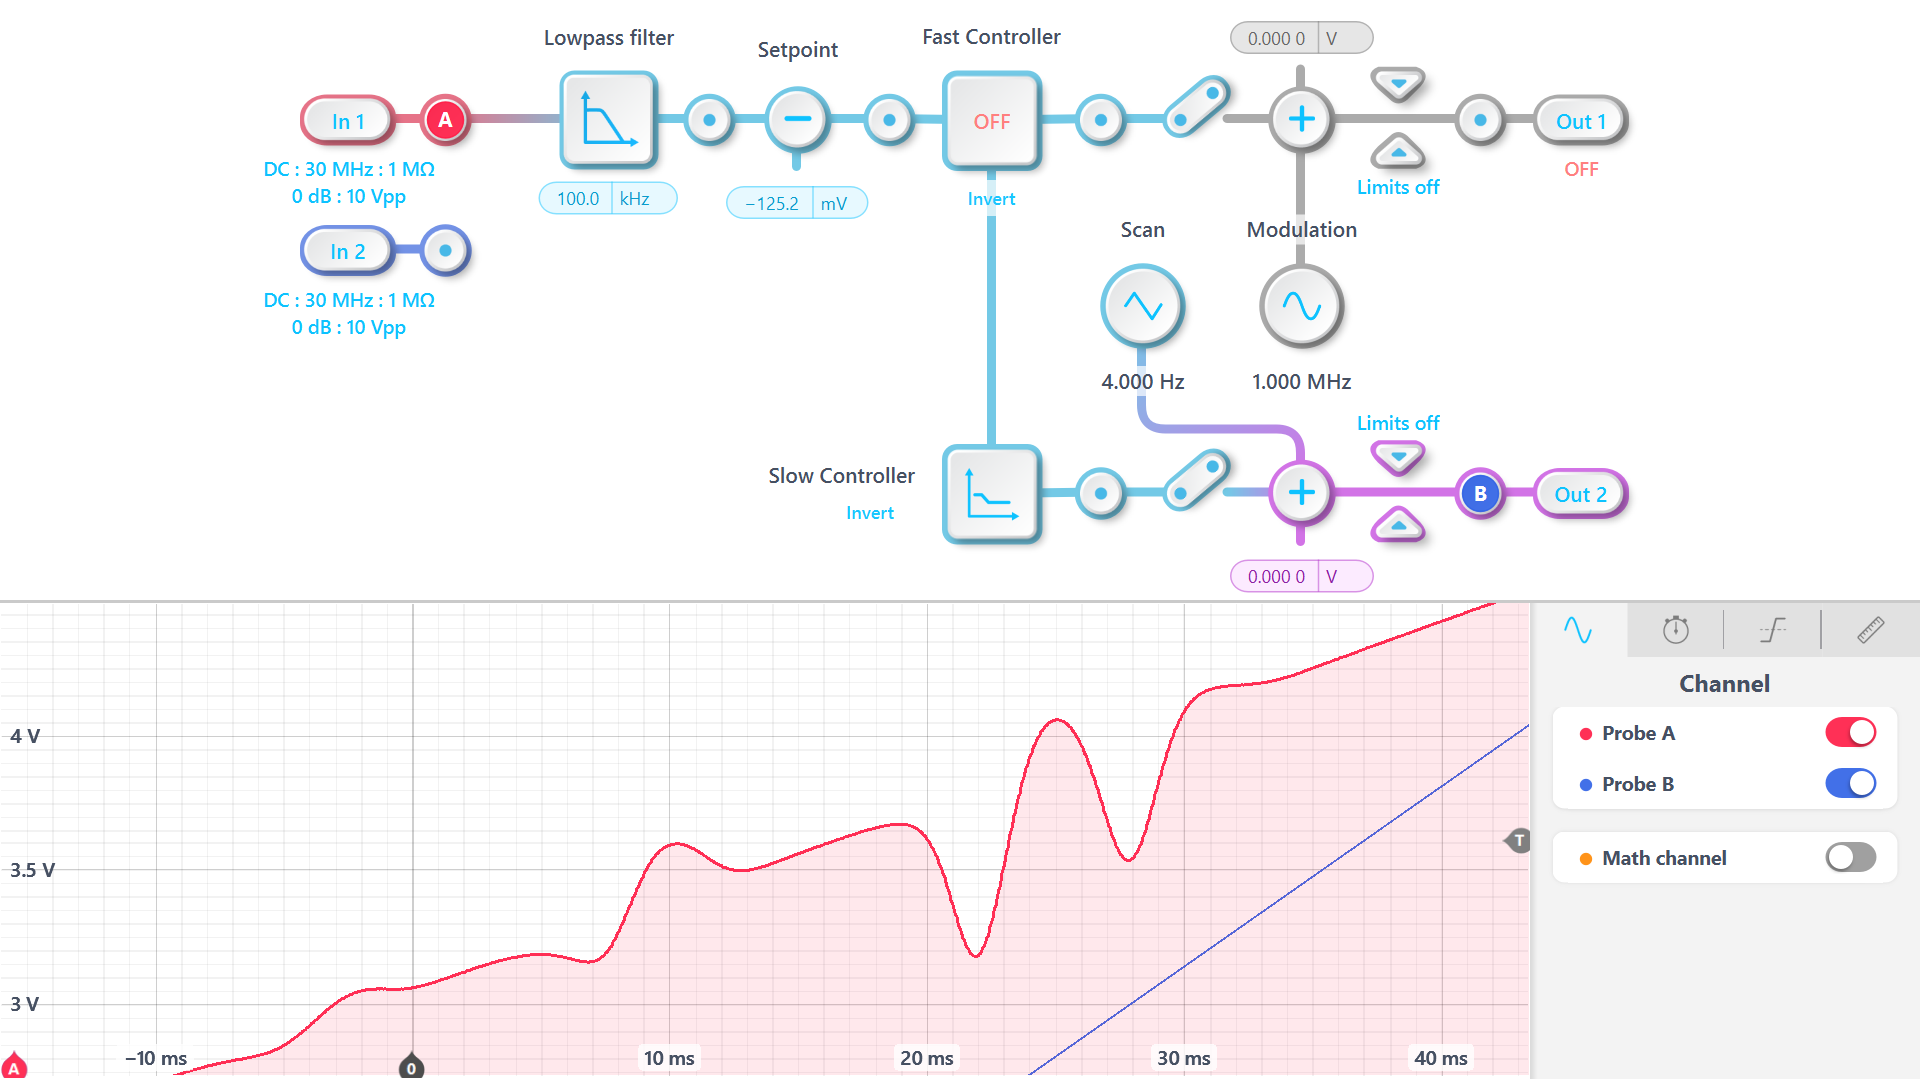 Lowpass filter
Setpoint
Fast Controller
0.000 0 V
In 1
A
OFF
Out 1
DC : 30 MHz : 1 MΩ
0 dB : 10 Vpp
100.0 kHz
−125.2 mV
Invert
Limits off
OFF
In 2
DC : 30 MHz : 1 MΩ
0 dB : 10 Vpp
Scan
Modulation
4.000 Hz
1.000 MHz
Limits off
Slow Controller
Invert
B
Out 2
0.000 0 V
4 V
3.5 V
3 V
−10 ms
0
10 ms
20 ms
30 ms
40 ms
A
T
Channel
Probe A
Probe B
Math channel